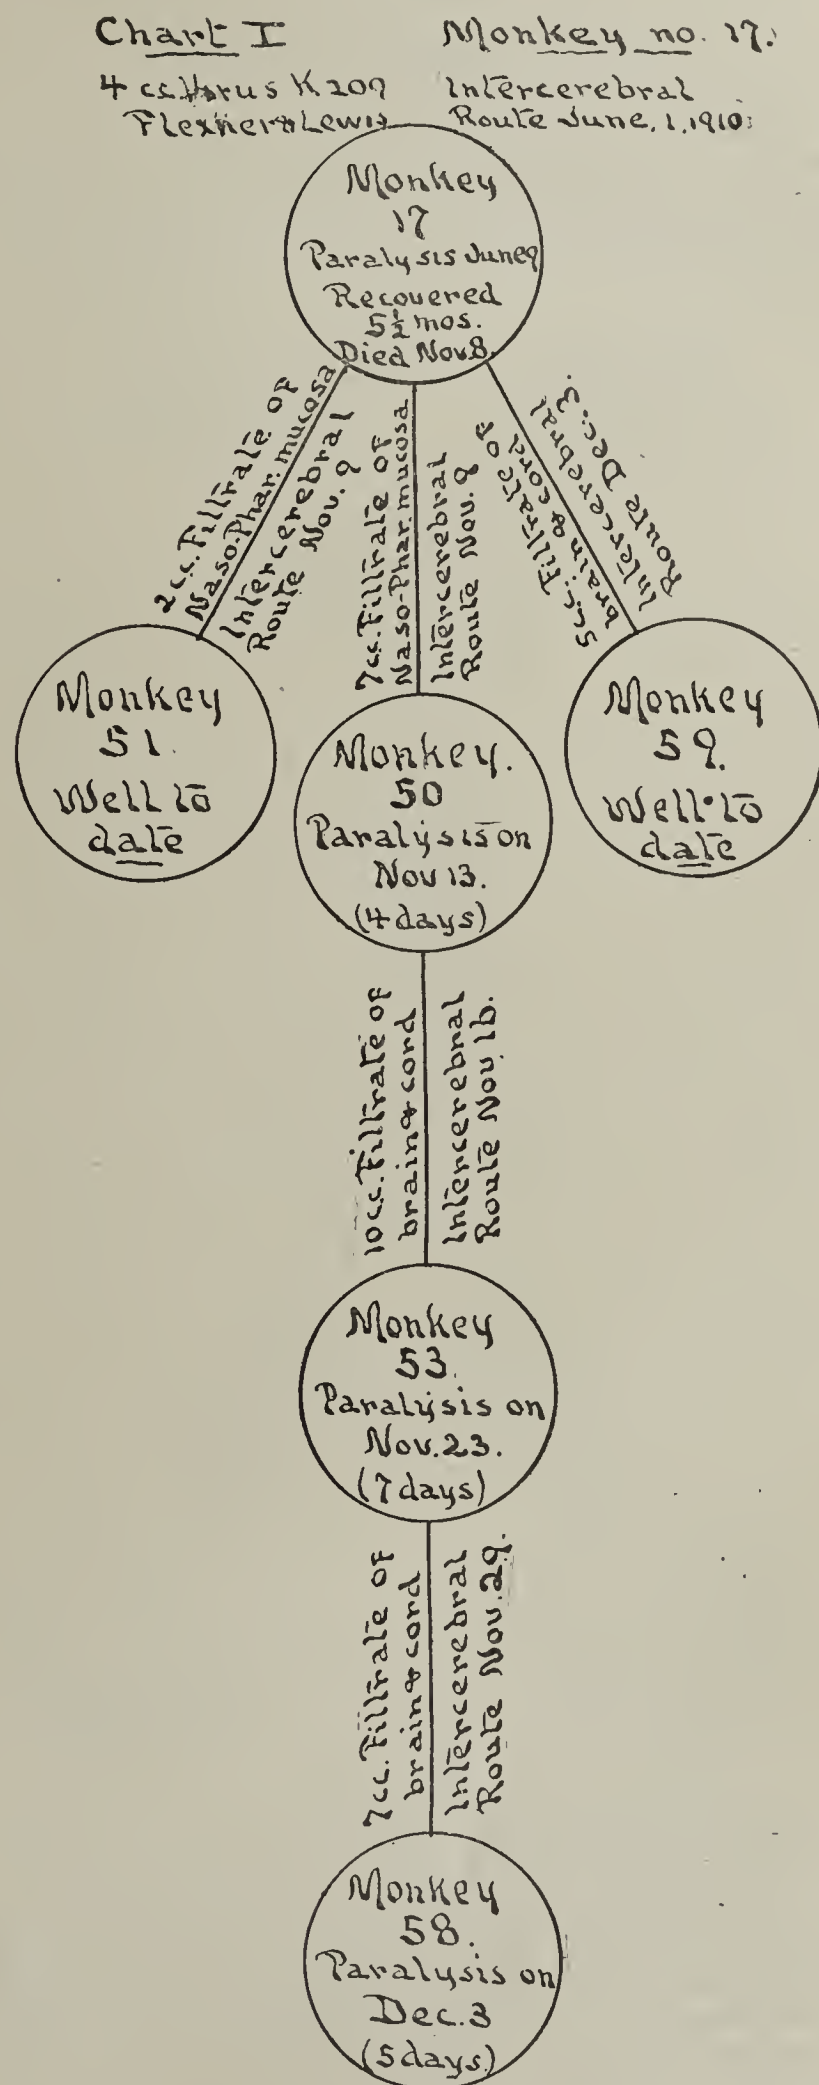 Chart I
Monkey no. 17.
4 cc. Virus K 209
Flexner & Lewis
Intercerebral
Route June, 1, 1910:
Monkey
17
Paralysis June 9
Recovered
5½ mos.
Died Nov. 8.
2 c.c. Filtrate of
Naso-Phar. mucosa
Intercerebral
Route Nov. 9
7 cc. Filtrate of
Naso-Phar. mucosa
Intercerebral
Route Nov. 9
5 c.c. Filtrate of
brain & cord
Intercerebral
Route Dec. 3.
Monkey
51.
Well to
date
Monkey.
50
Paralysis on
Nov 13.
(4 days)
Monkey
59.
Well to
date
10 c.c. Filtrate of
brain & cord
Intercerebral
Route Nov. 16.
Monkey
53.
Paralysis on
Nov. 23.
(7 days)
7 cc. Filtrate of
brain & cord
Intercerebral
Route Nov. 29.
Monkey
58.
Paralysis on
Dec. 3
(5 days)